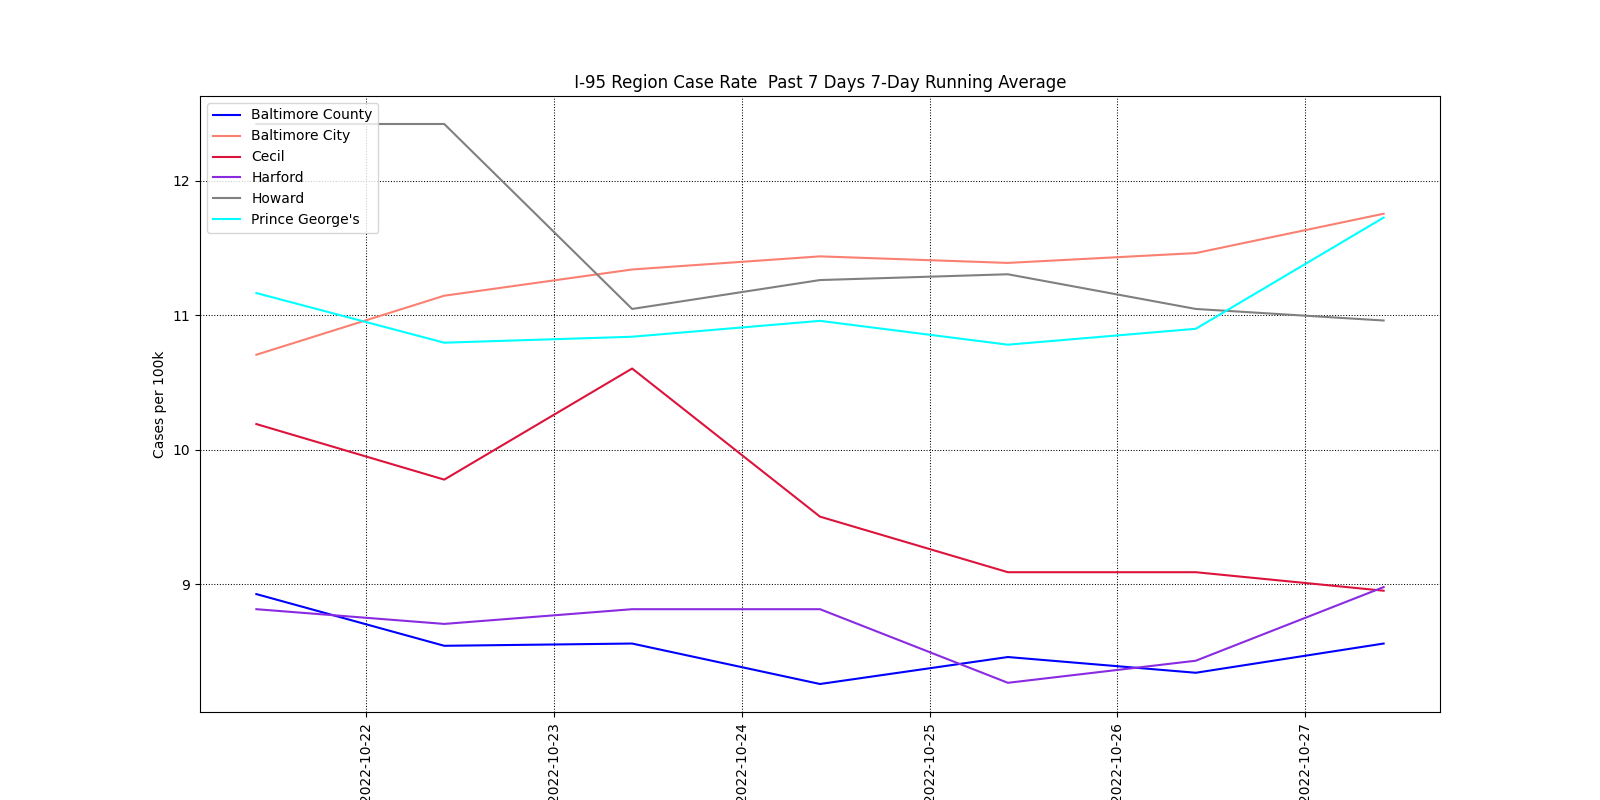 I-95 Region Case Rate  Past 7 Days 7-Day Running Average
Baltimore County
Baltimore City
Cecil
Harford
Howard
Prince George's
Cases per 100k
12
11
10
9
2022-10-22
2022-10-23
2022-10-24
2022-10-25
2022-10-26
2022-10-27